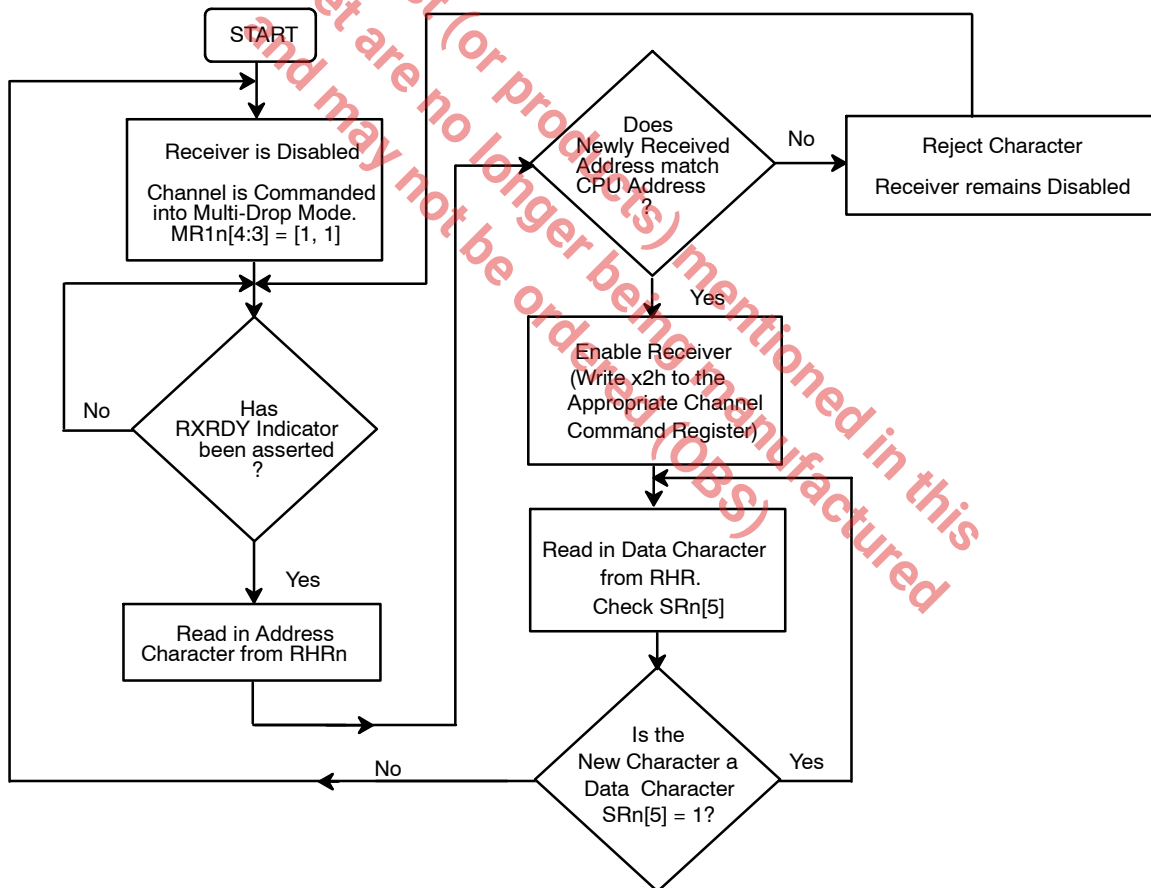 START
Receiver is Disabled
Channel is Commanded
into Multi-Drop Mode.
MR1n[4:3] = [1, 1]
No
Has
RXRDY Indicator
been asserted
?
Yes
Read in Address
Character from RHRn
Does
Newly Received
Address match
CPU Address
?
No
Reject Character
Receiver remains Disabled
Yes
Enable Receiver
(Write x2h to the
Appropriate Channel
Command Register)
Read in Data Character
from RHR.
Check SRn[5]
Is the
New Character a
Data Character
SRn[5] = 1?
Yes
No
(or products) mentioned in this
et are no longer being manufactured
and may not be ordered (OBS)